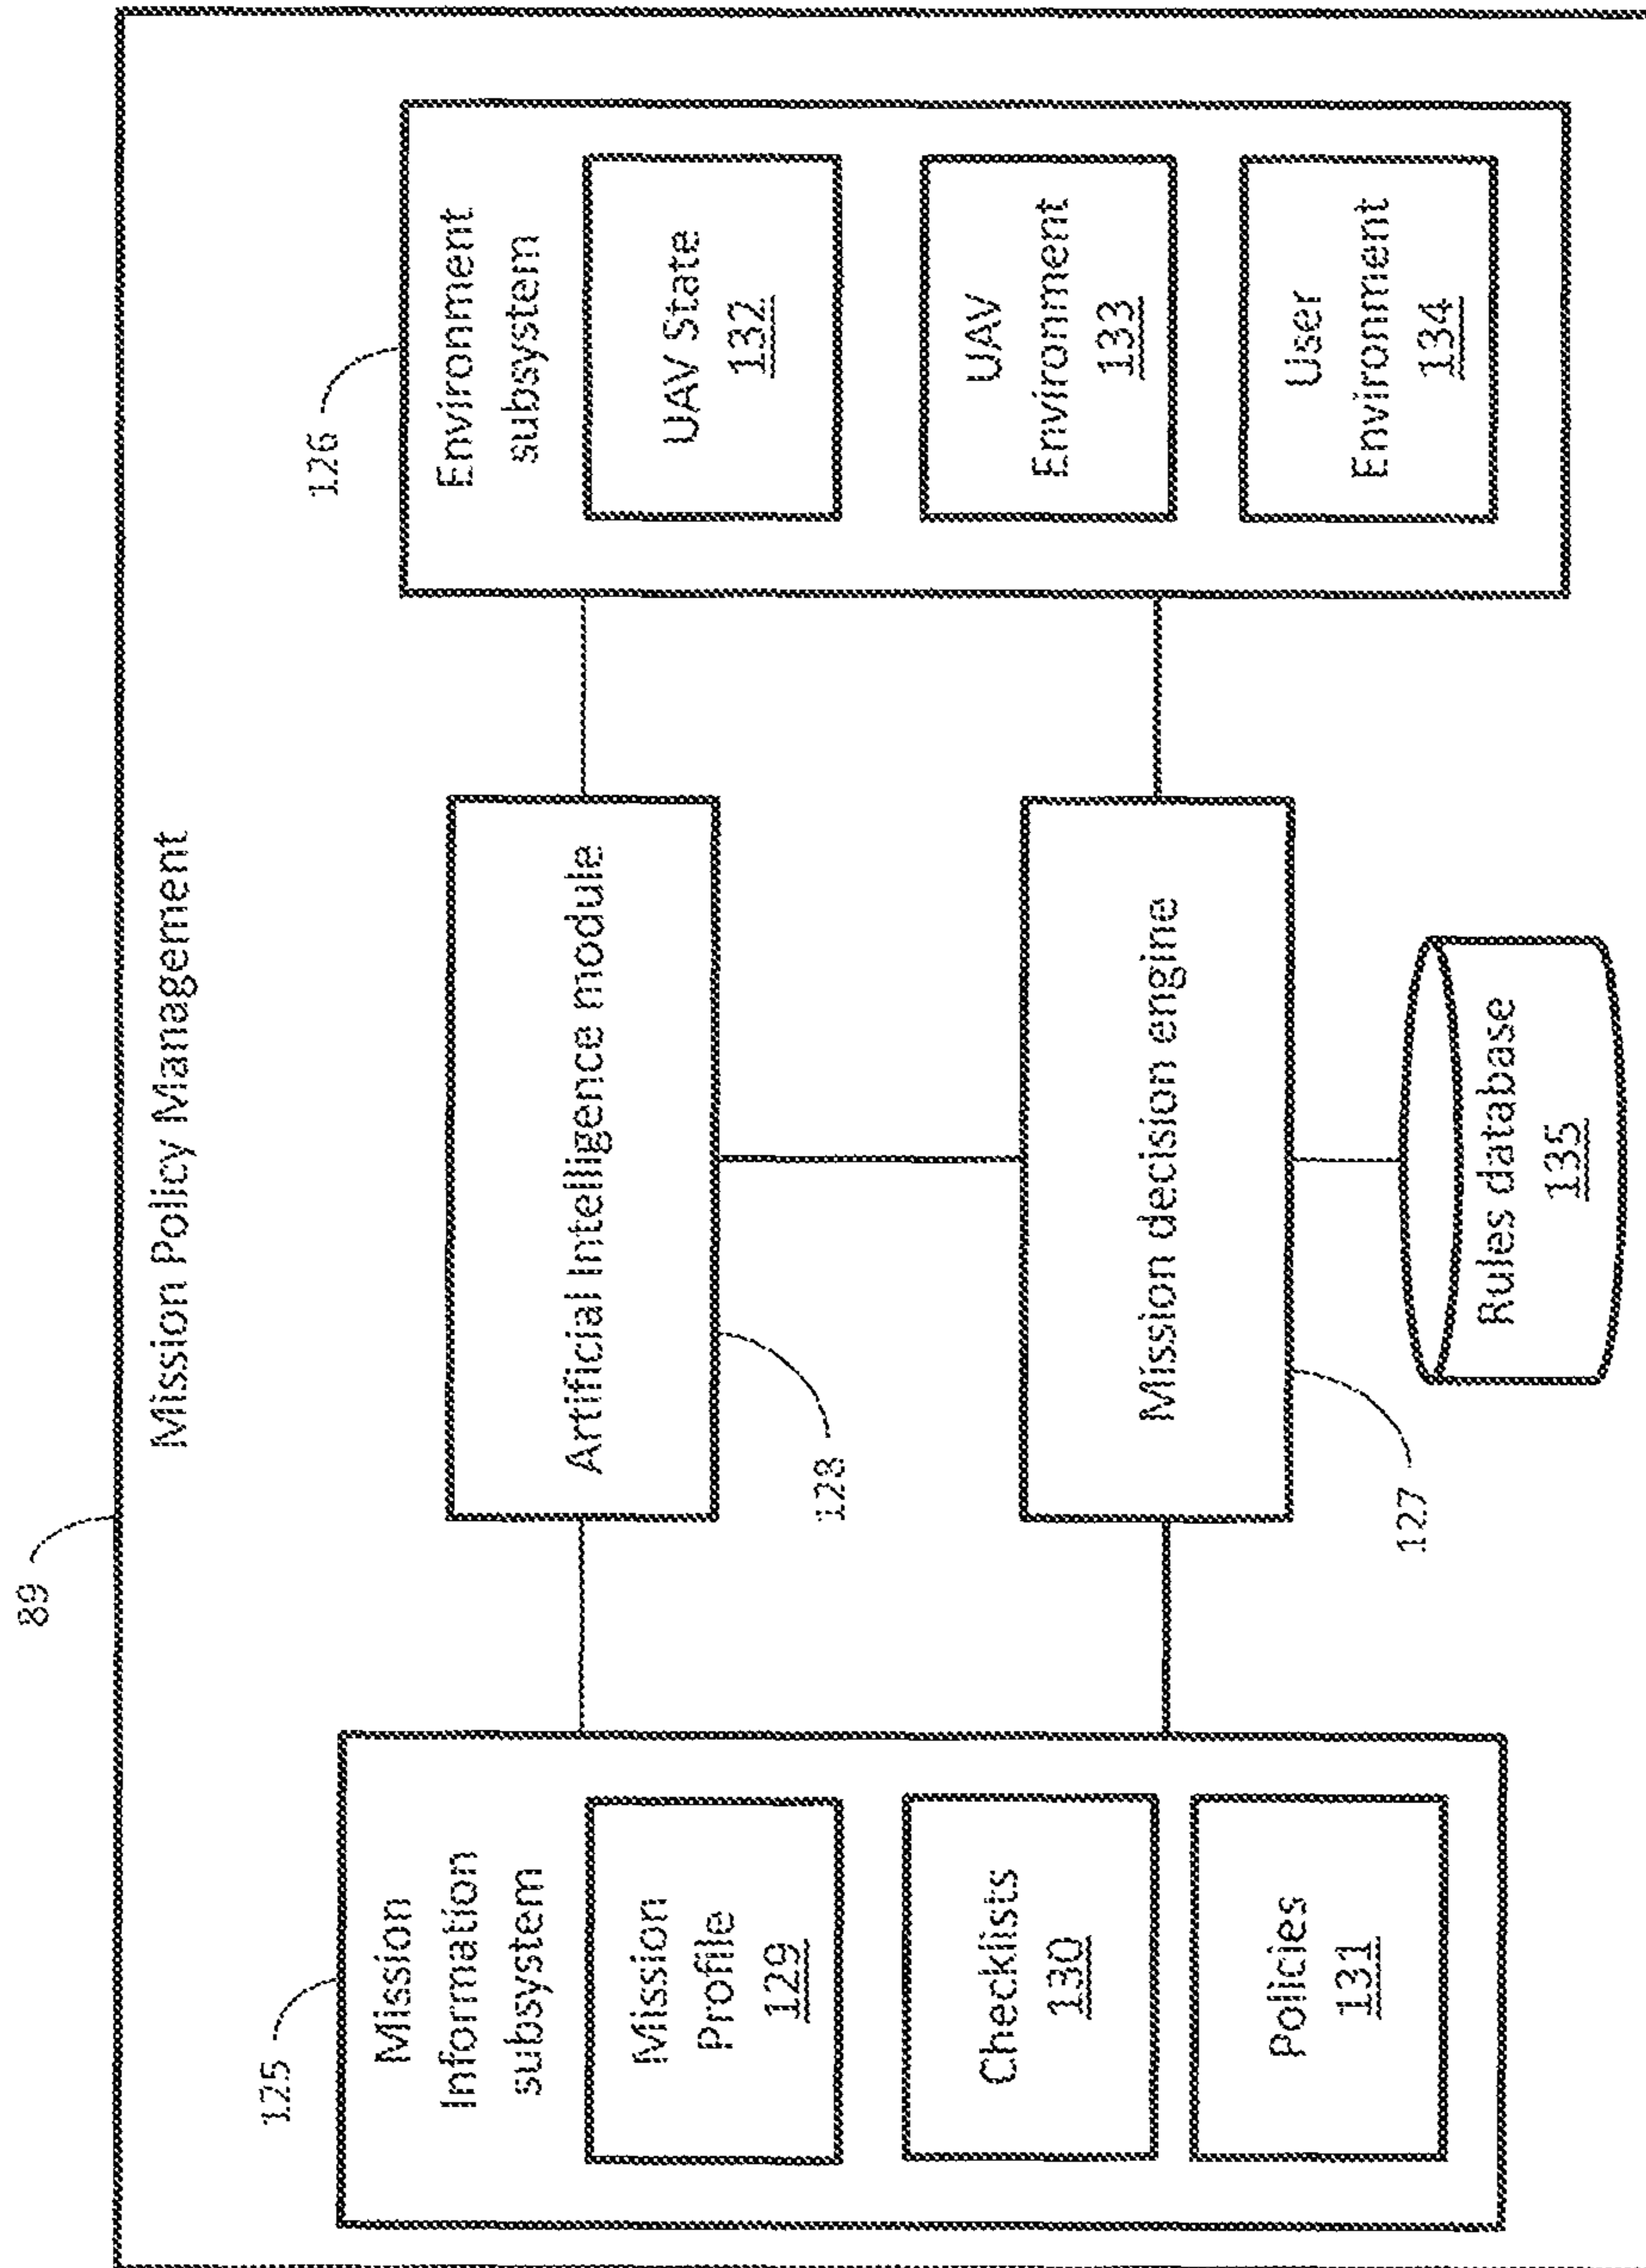 89
Mission Policy Management
125
Mission
Information
subsystem
Mission
Profile
129
Checklists
130
Policies
131
Artificial Intelligence module
128
Mission decision engine
127
Rules database
135
126
Environment
subsystem
UAV State
132
UAV
Environment
133
User
Environment
134